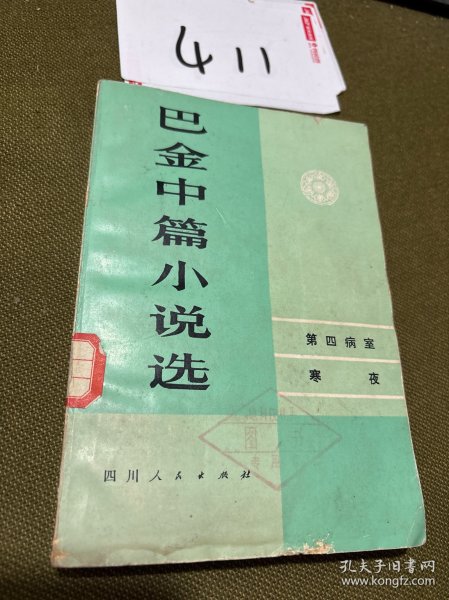 411
巴金中篇小说选
第四病室
寒夜
四川人民出版社
图
孔夫子旧书网
www.kongfz.com